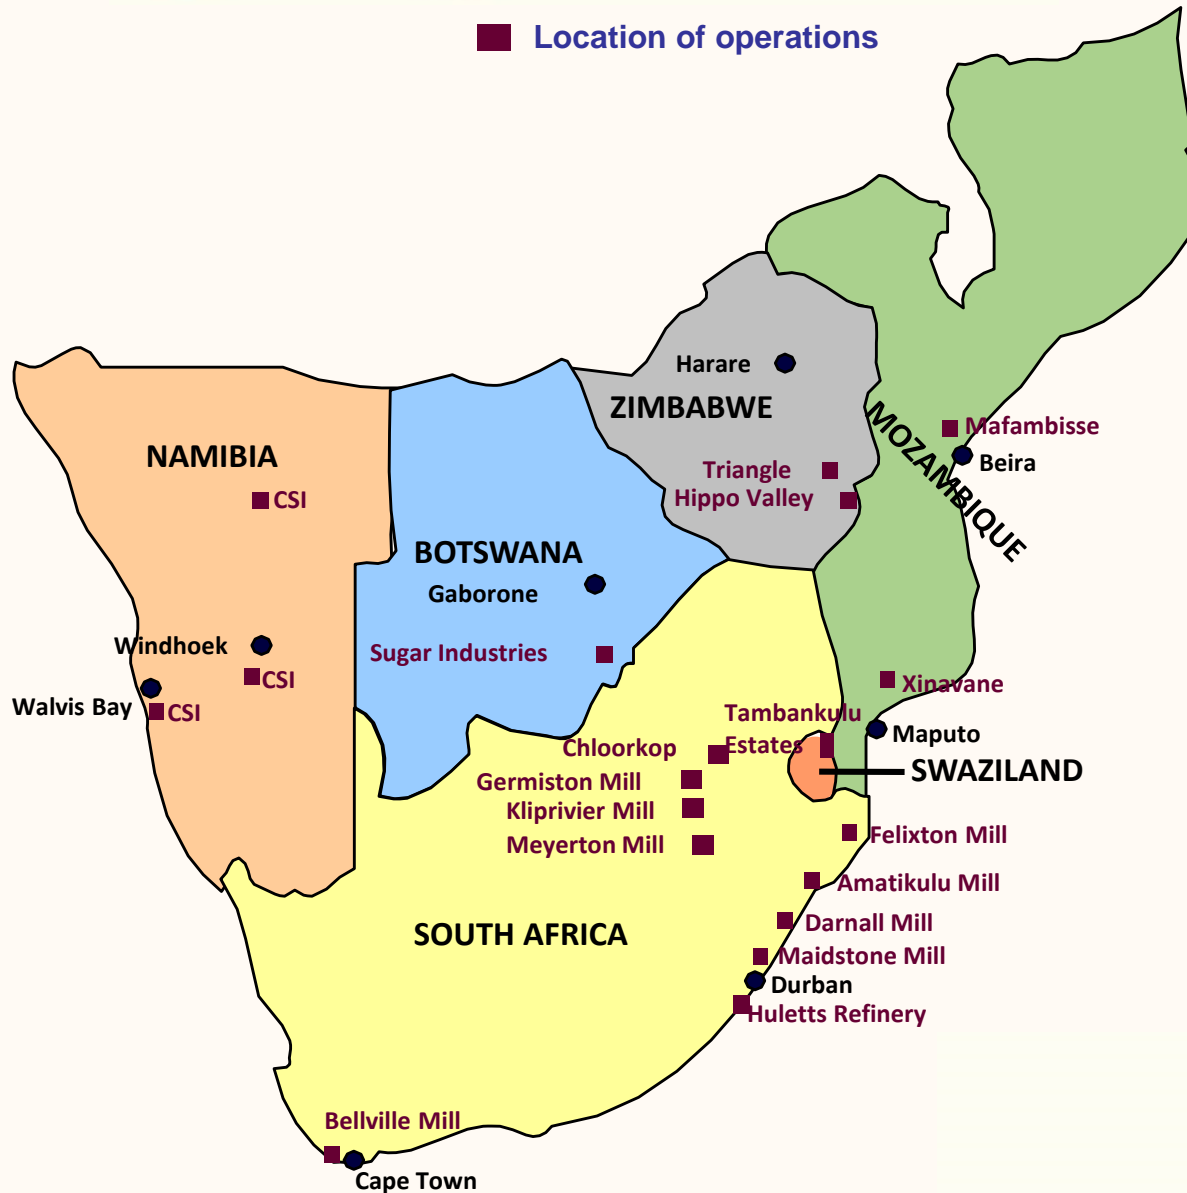 Location of operations
Harare
ZIMBABWE
MOZAMBIQUE
Mafambisse
Beira
NAMIBIA
Triangle
Hippo Valley
CSI
BOTSWANA
Gaborone
Windhoek
Sugar Industries
CSI
Xinavane
Walvis Bay
CSI
Tambankulu
Estates
Maputo
Chloorkop
SWAZILAND
Germiston Mill
Kliprivier Mill
Felixton Mill
Meyerton Mill
Amatikulu Mill
SOUTH AFRICA
Darnall Mill
Maidstone Mill
Durban
Huletts Refinery
Bellville Mill
Cape Town